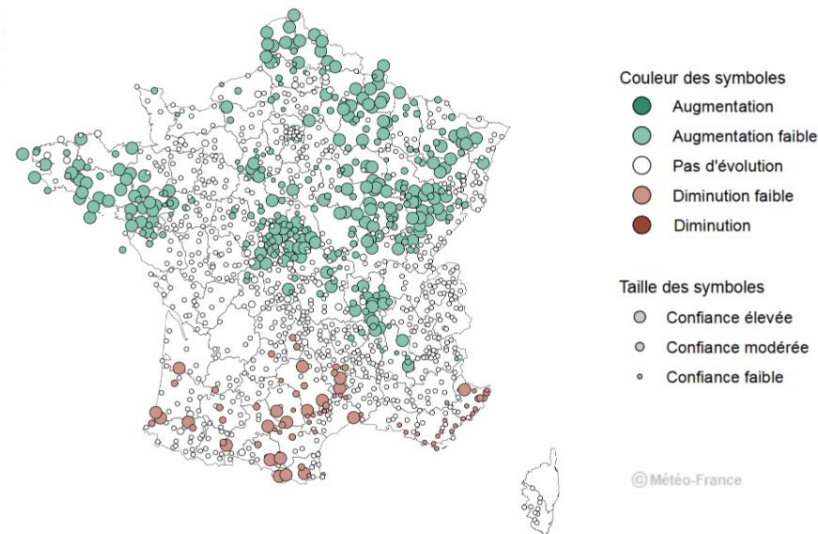 Couleur des symboles
Augmentation
Augmentation faible
Pas d'évolution
Diminution faible
Diminution
Taille des symboles
Confiance élevée
Confiance modérée
Confiance faible
© Météo-France